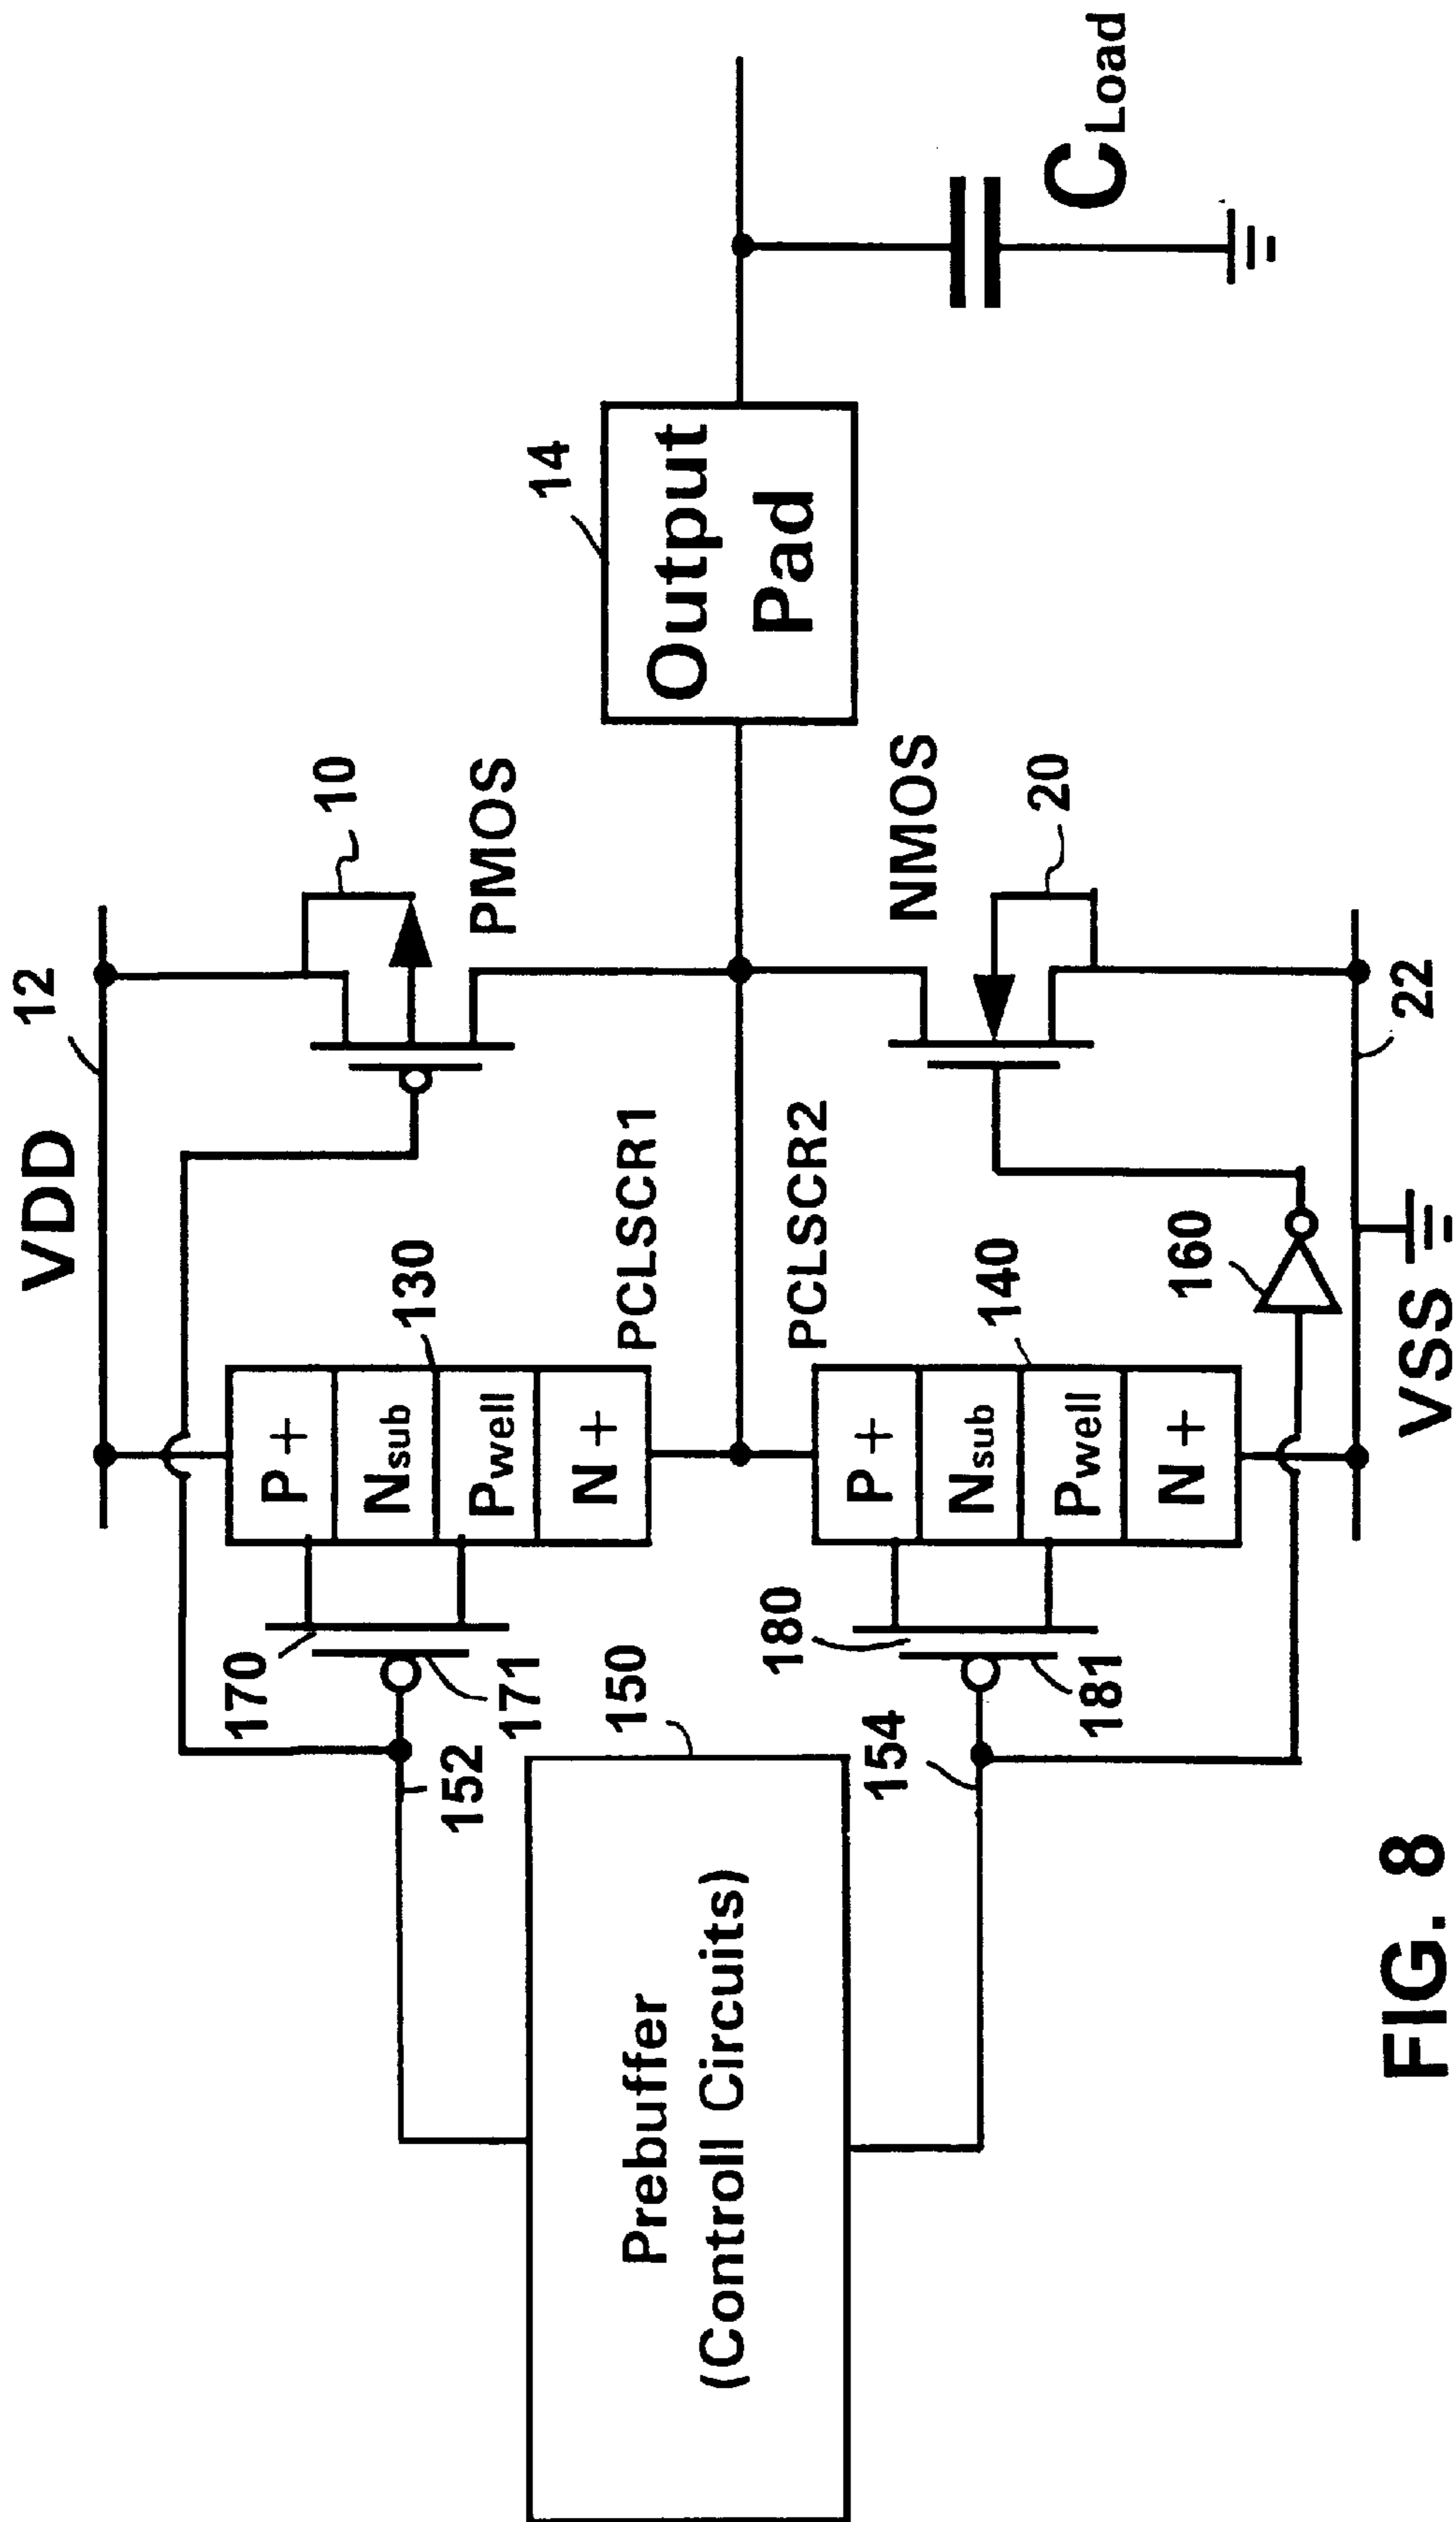 VDD
12
10
PMOS
14
Output
Pad
CLoad
130
P+
Nsub
Pwell
N+
PCLSCR1
170
171
152
150
Prebuffer
(Controll Circuits)
154
180
181
PCLSCR2
140
P+
Nsub
Pwell
N+
160
NMOS
20
22
VSS
FIG. 8